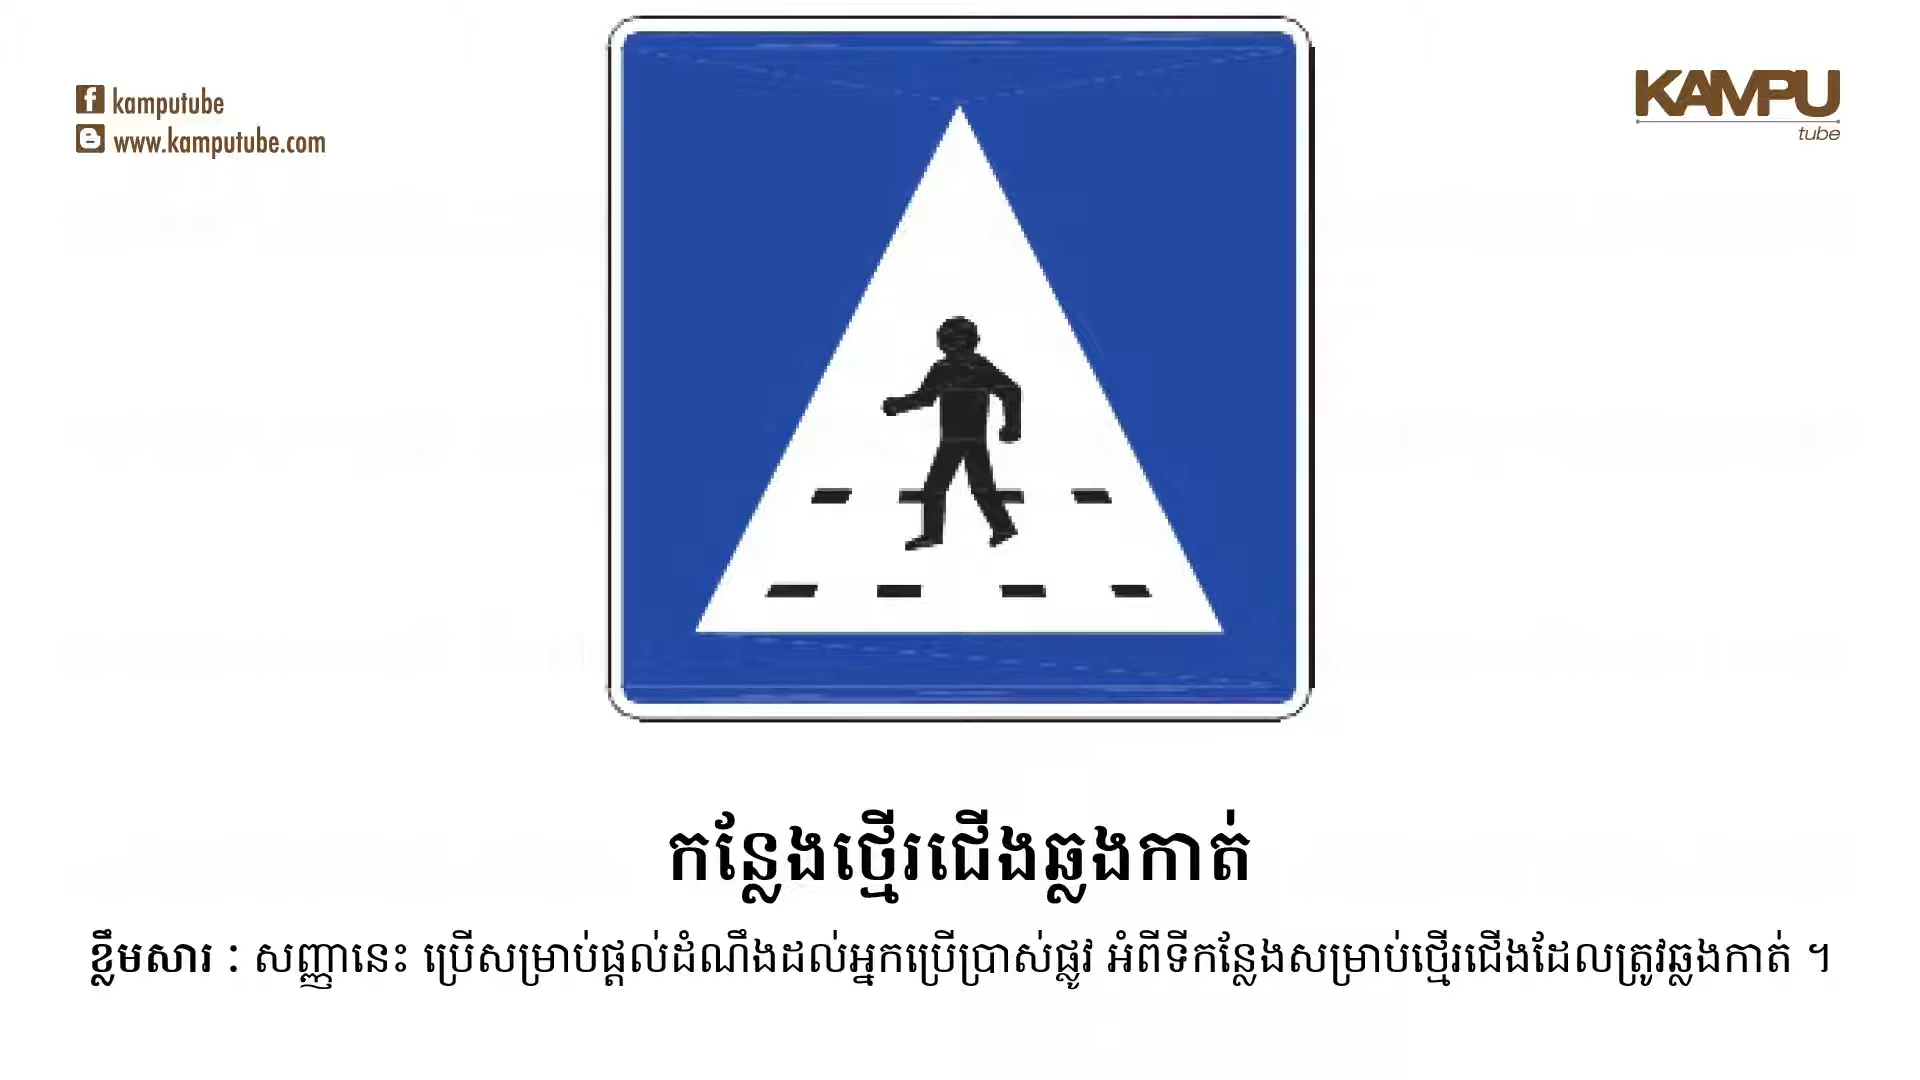 kamputube
www.kamputube.com
KAMPU
tube
កន្លែងថ្មើរជើងឆ្លងកាត់
ខ្លឹមសារ : សញ្ញានេះ ប្រើសម្រាប់ផ្តល់ដំណឹងដល់អ្នកប្រើប្រាស់ផ្លូវ អំពីទីកន្លែងសម្រាប់ថ្មើរជើងដែលត្រូវឆ្លងកាត់ ។